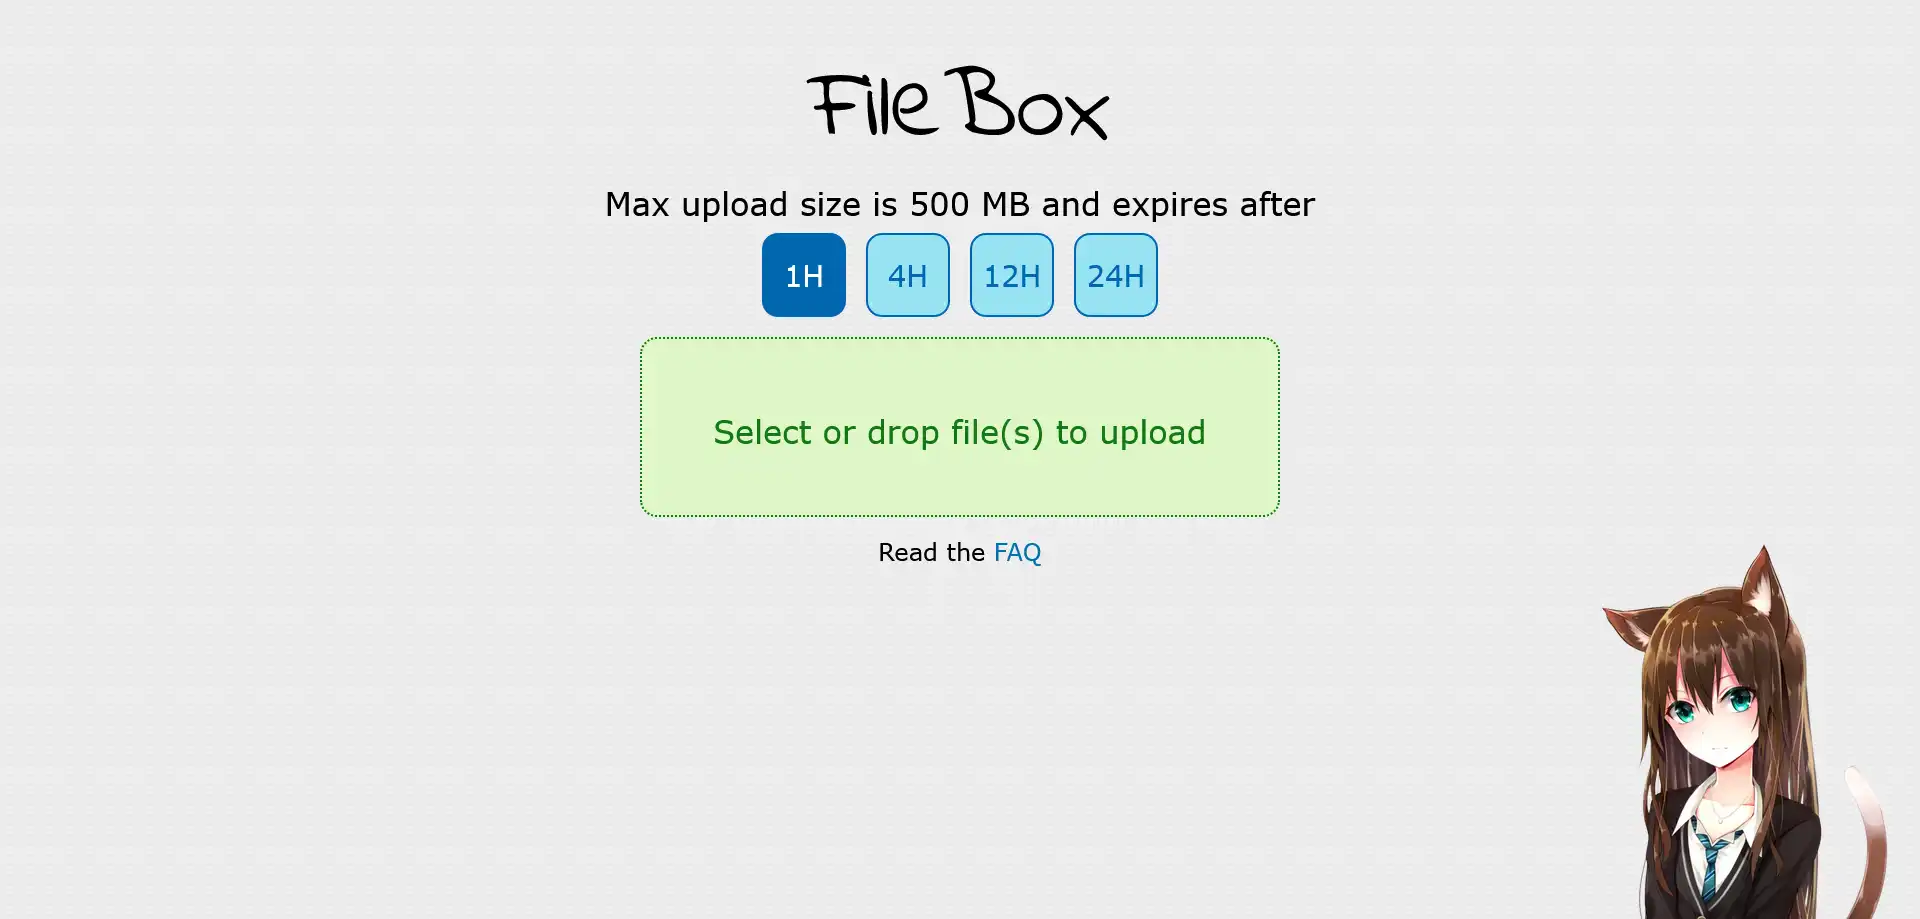 File Box
Max upload size is 500 MB and expires after
1H 4H 12H 24H
Select or drop file(s) to upload
Read the FAQ